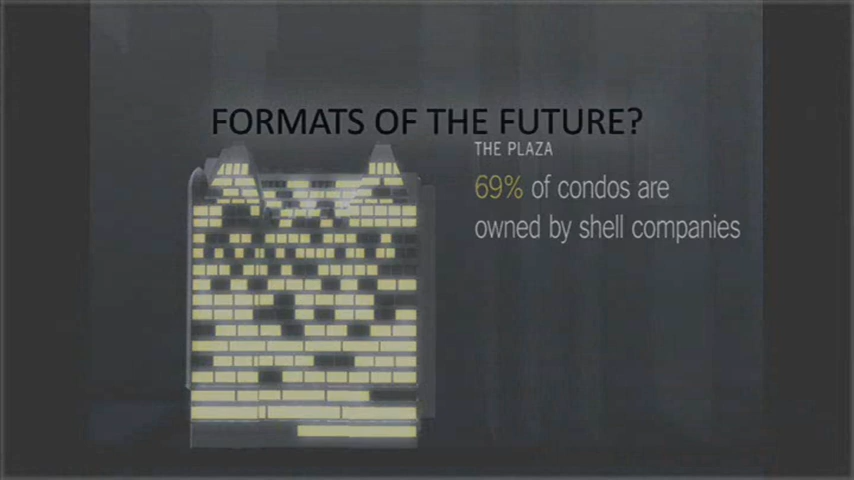 FORMATS OF THE FUTURE?
THE PLAZA
69% of condos are
owned by shell companies